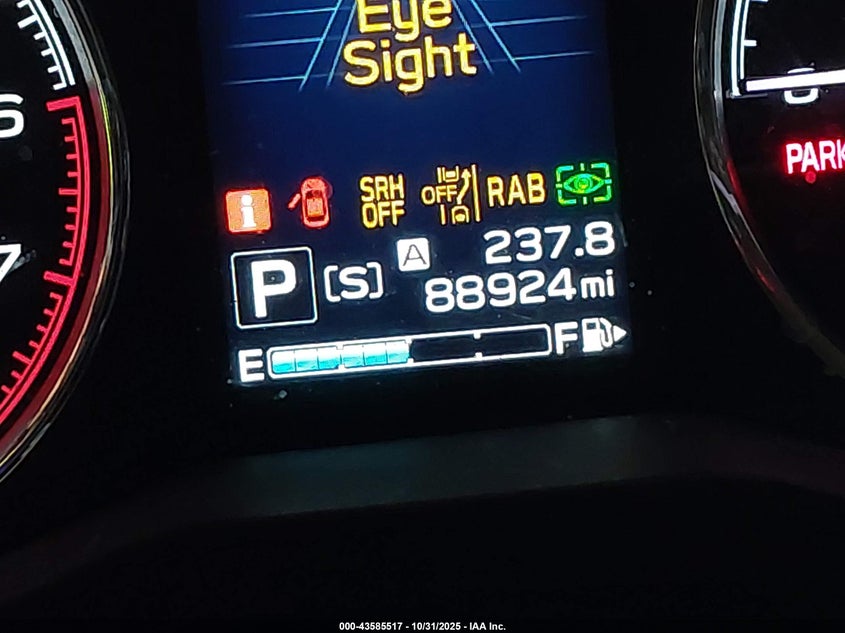 Eye
Sight
6
7
0
PARK
i
SRH
OFF
OFF
RAB
P
[S]
A
237.8
88924mi
E
F
000-43585517 - 10/31/2025 - IAA Inc.